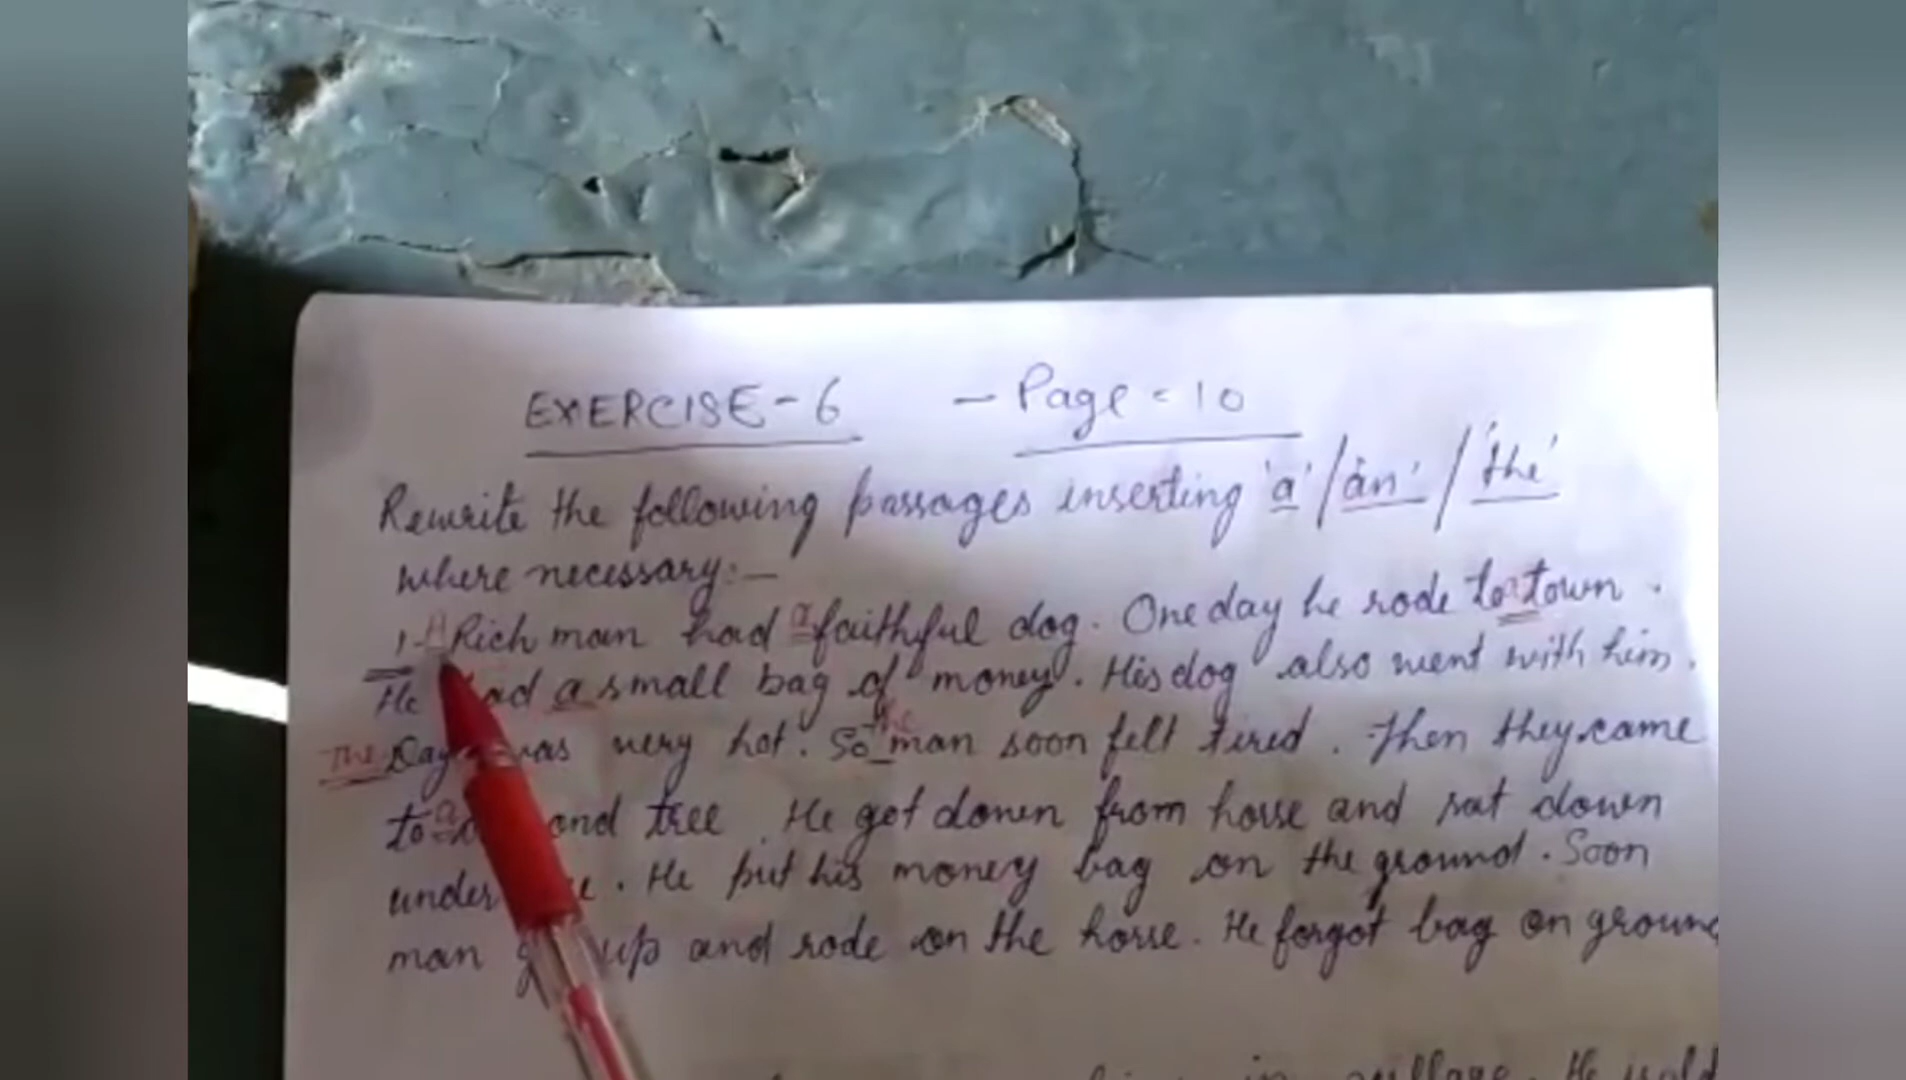 EXERCISE-6 - Page = 10
Rewrite the following passages inserting 'a' / 'an' / 'the'
where necessary:-
1- A Rich man had a faithful dog. One day he rode to a town.
He had a small bag of money. His dog also went with him.
The Day was very hot. So the man soon felt tired. Then they came
to a and tree. He got down from horse and sat down
under . He put his money bag on the ground. Soon
man up and rode on the horse. He forgot bag on ground
in village. He